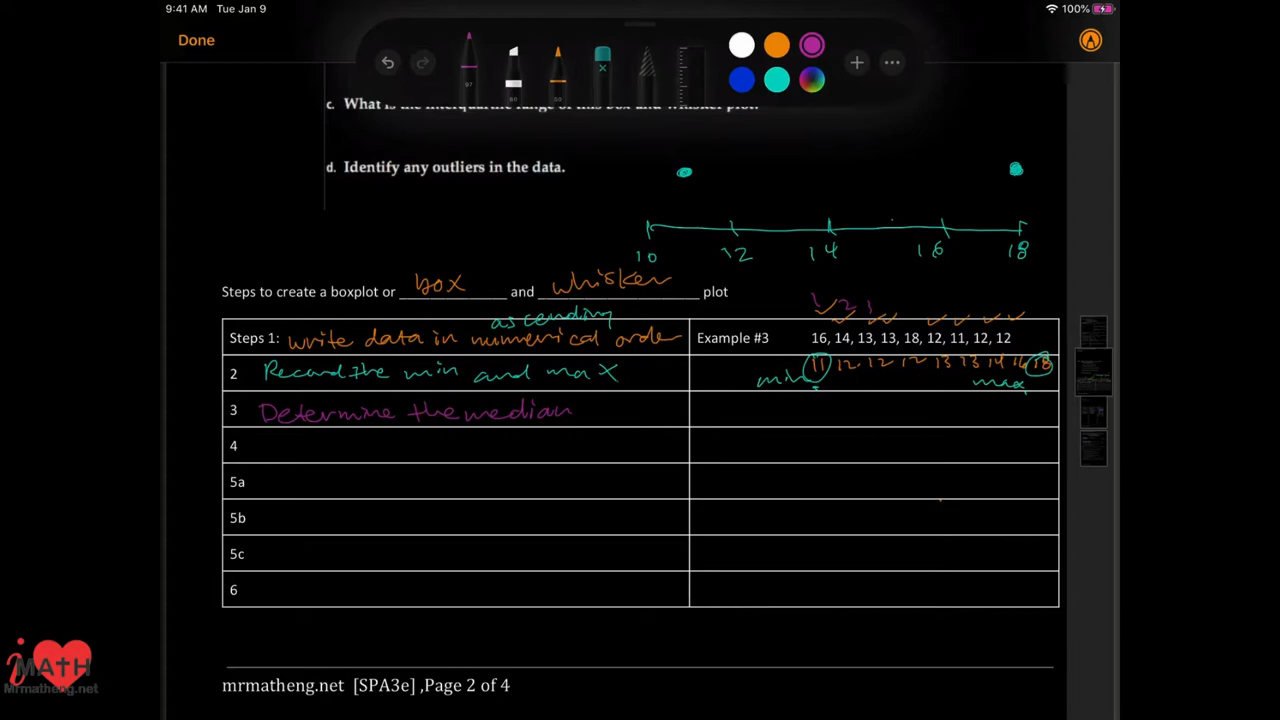 9:41 AM Tue Jan 9 100%
Done
c. What is the interquartile range of this box and whisker plot.
d. Identify any outliers in the data.
10 12 14 16 18
Steps to create a boxplot or box and whisker plot
ascending
1 2
Steps 1: write data in numerical order Example #3 16, 14, 13, 13, 18, 12, 11, 12, 12
2 Record the min and max min 11 12 12 12 13 13 14 16 18 max
3 Determine the median
4
5a
5b
5c
6
mrmatheng.net [SPA3e] ,Page 2 of 4
i MATH
Mrmatheng.net